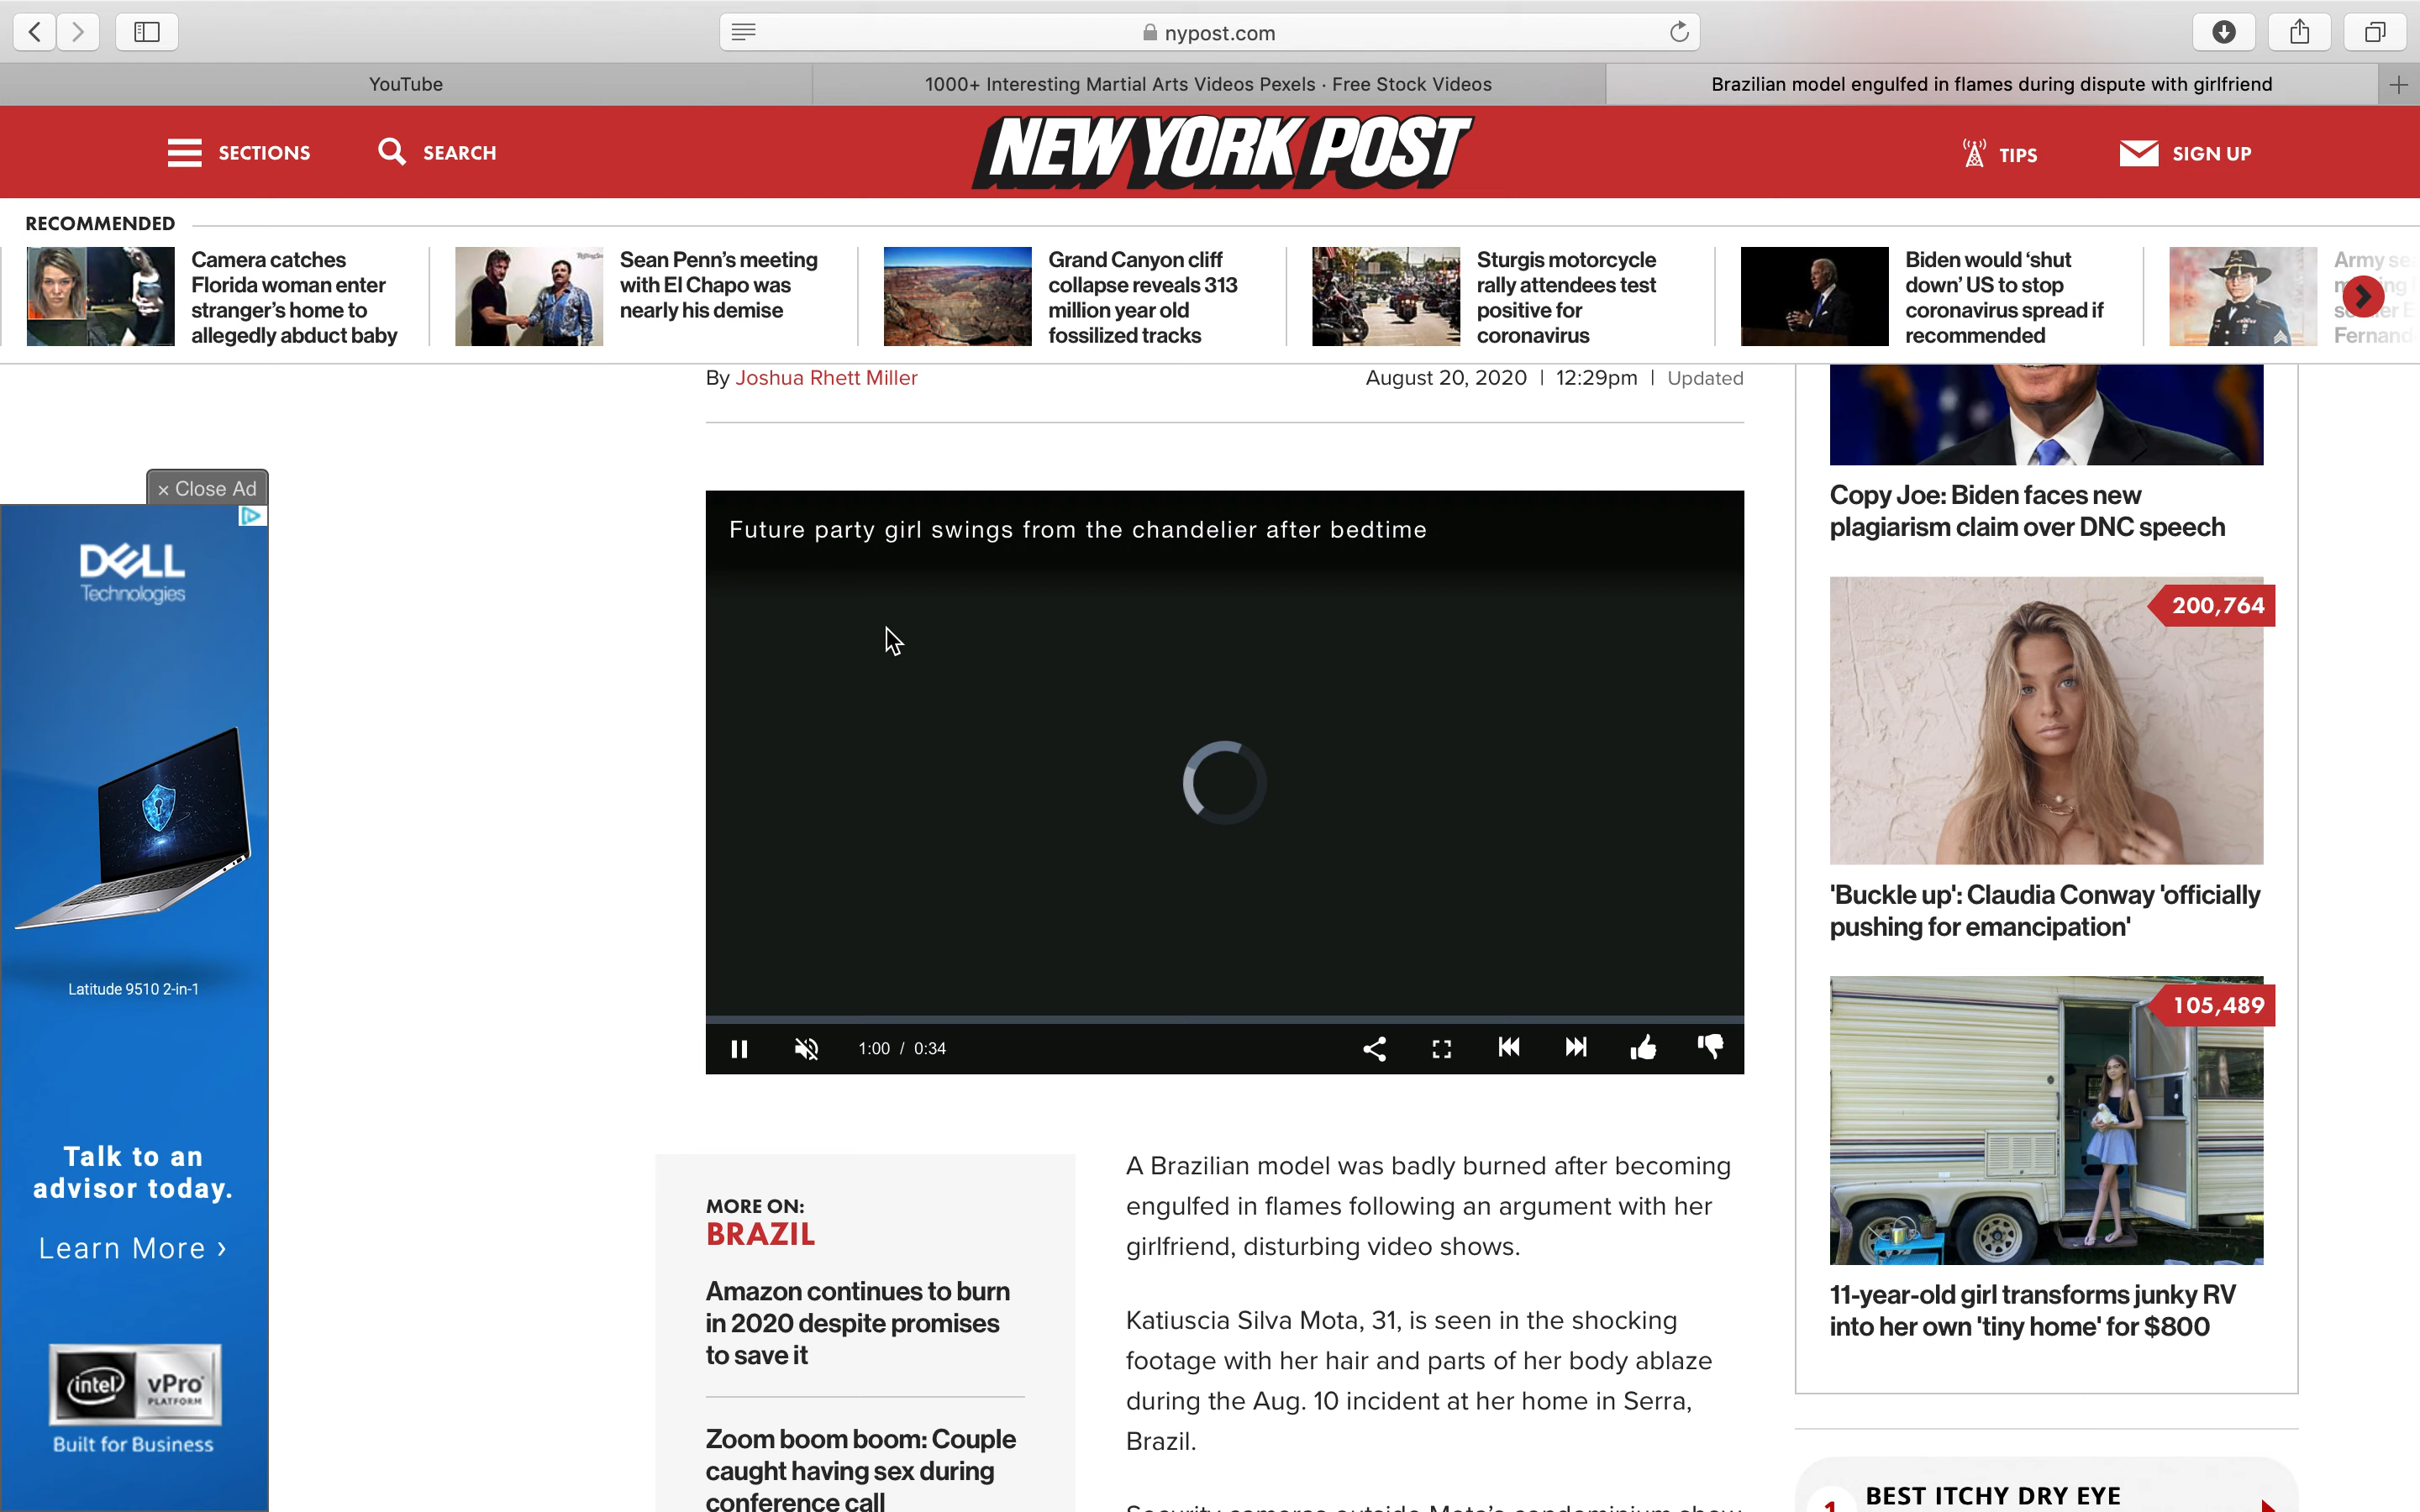 nypost.com
YouTube
1000+ Interesting Martial Arts Videos Pexels · Free Stock Videos
Brazilian model engulfed in flames during dispute with girlfriend
SECTIONS
SEARCH
NEW YORK POST
TIPS
SIGN UP
RECOMMENDED
Camera catches
Florida woman enter
stranger's home to
allegedly abduct baby
Sean Penn's meeting
with El Chapo was
nearly his demise
Grand Canyon cliff
collapse reveals 313
million year old
fossilized tracks
Sturgis motorcycle
rally attendees test
positive for
coronavirus
Biden would 'shut
down' US to stop
coronavirus spread if
recommended
Army
Fernand
By Joshua Rhett Miller
August 20, 2020 | 12:29pm | Updated
× Close Ad
DELL
Technologies
Latitude 9510 2-in-1
Talk to an
advisor today.
Learn More ›
intel vPro
PLATFORM
Built for Business
Future party girl swings from the chandelier after bedtime
1:00 / 0:34
MORE ON:
BRAZIL
Amazon continues to burn
in 2020 despite promises
to save it
Zoom boom boom: Couple
caught having sex during
conference call
A Brazilian model was badly burned after becoming
engulfed in flames following an argument with her
girlfriend, disturbing video shows.
Katiuscia Silva Mota, 31, is seen in the shocking
footage with her hair and parts of her body ablaze
during the Aug. 10 incident at her home in Serra,
Brazil.
Security cameras outside Mota's condominium show
Copy Joe: Biden faces new
plagiarism claim over DNC speech
200,764
'Buckle up': Claudia Conway 'officially
pushing for emancipation'
105,489
11-year-old girl transforms junky RV
into her own 'tiny home' for $800
1
BEST ITCHY DRY EYE